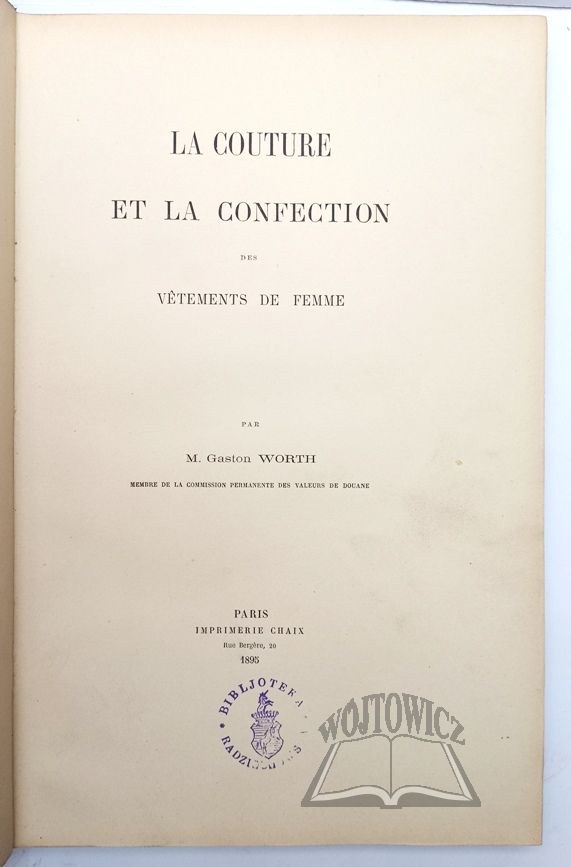 LA COUTURE
ET LA CONFECTION
DES
VÊTEMENTS DE FEMME
PAR
M. Gaston WORTH
MEMBRE DE LA COMMISSION PERMANENTE DES VALEURS DE DOUANE
PARIS
IMPRIMERIE CHAIX
Rue Bergère, 20
1895
BIBLJOTEKA
WÓJTOWICZ